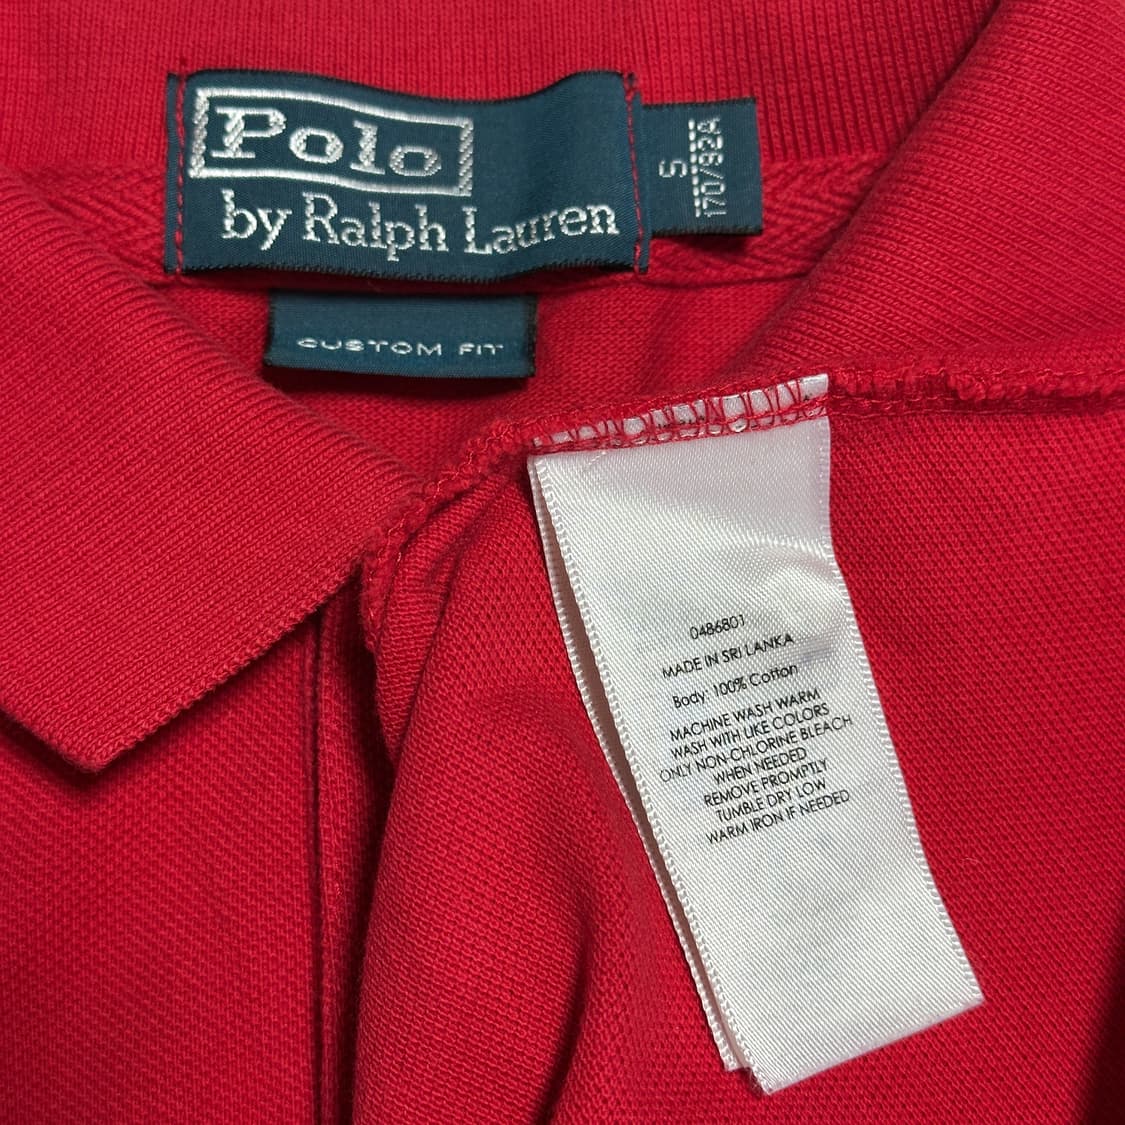 Polo
by Ralph Lauren
S
170/92A
CUSTOM FIT
0486801
MADE IN SRI LANKA
Body: 100% Cotton
MACHINE WASH WARM
WASH WITH LIKE COLORS
ONLY NON-CHLORINE BLEACH
WHEN NEEDED
REMOVE PROMPTLY
TUMBLE DRY LOW
WARM IRON IF NEEDED